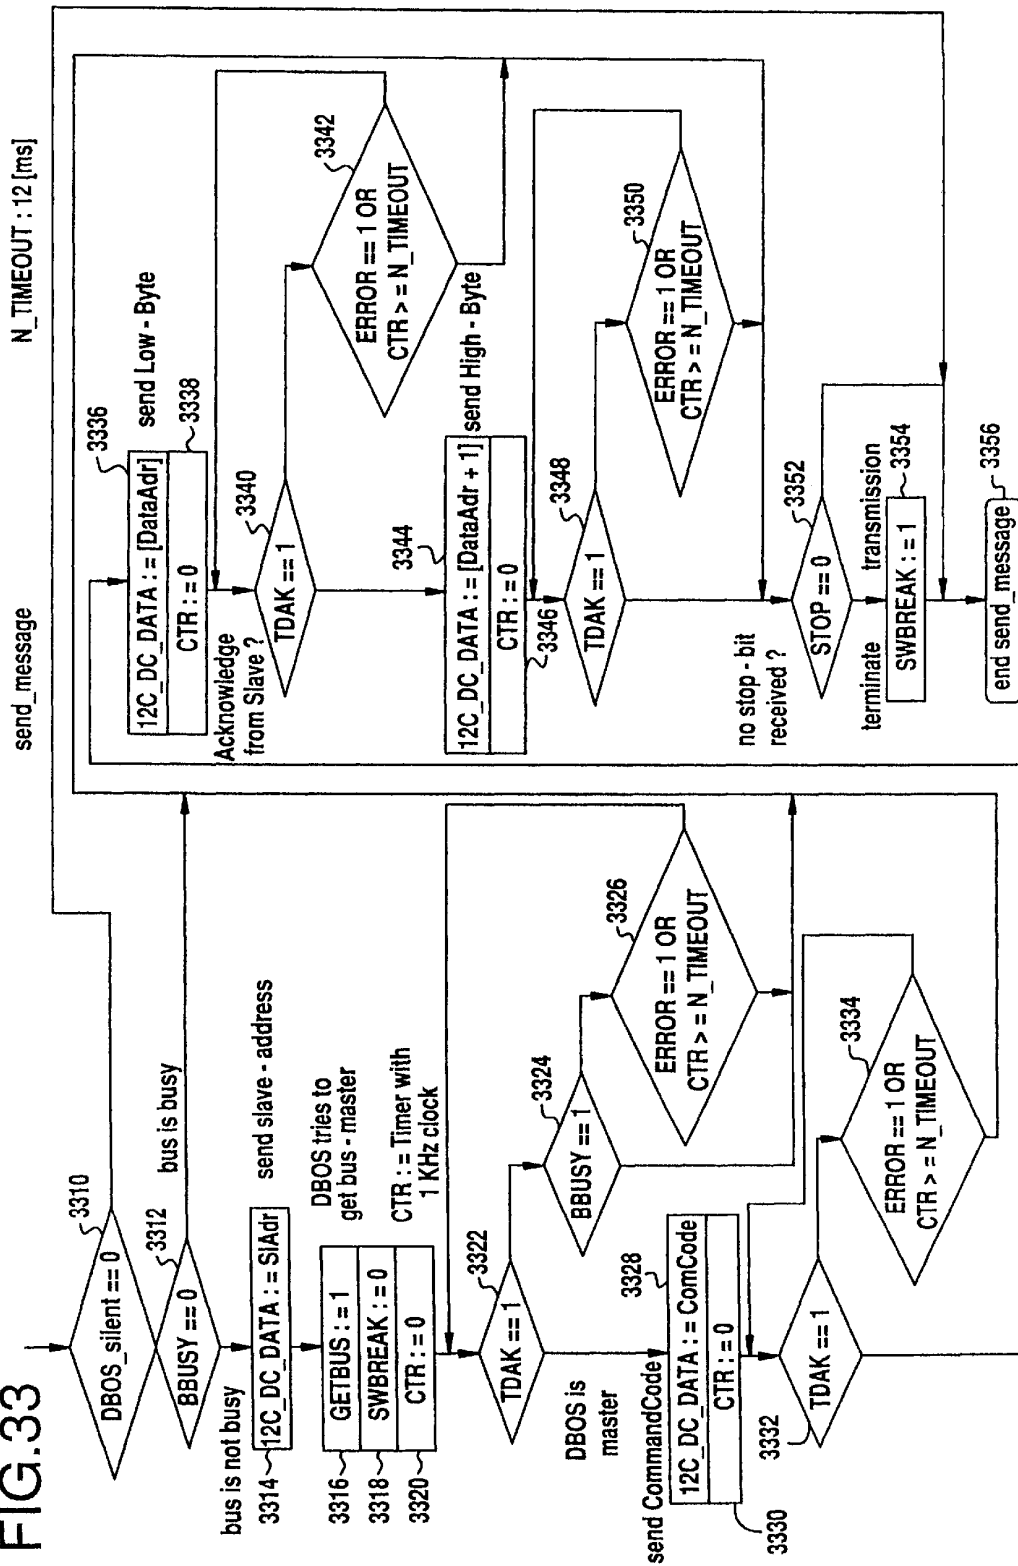 FIG.33
send_message
N_TIMEOUT : 12 [ms]
3310
DBOS_silent == 0
3312
BBUSY == 0
bus is busy
bus is not busy
3314
12C_DC_DATA : = SlAdr
send slave - address
3316
GETBUS : = 1
DBOS tries to
get bus - master
3318
SWBREAK : = 0
3320
CTR : = 0
CTR : = Timer with
1 KHz clock
3322
TDAK == 1
3324
BBUSY == 1
3326
ERROR == 1 OR
CTR > = N_TIMEOUT
DBOS is
master
send CommandCode
3328
12C_DC_DATA : = ComCode
CTR : = 0
3330
3332
TDAK == 1
3334
ERROR == 1 OR
CTR > = N_TIMEOUT
3336
12C_DC_DATA : = [DataAdr]
send Low - Byte
CTR : = 0
3338
Acknowledge
from Slave ?
3340
TDAK == 1
3342
ERROR == 1 OR
CTR > = N_TIMEOUT
3344
12C_DC_DATA : = [DataAdr + 1]
send High - Byte
CTR : = 0
3346
3348
TDAK == 1
3350
ERROR == 1 OR
CTR > = N_TIMEOUT
no stop - bit
received ?
3352
STOP == 0
terminate transmission
3354
SWBREAK : = 1
3356
end send_message